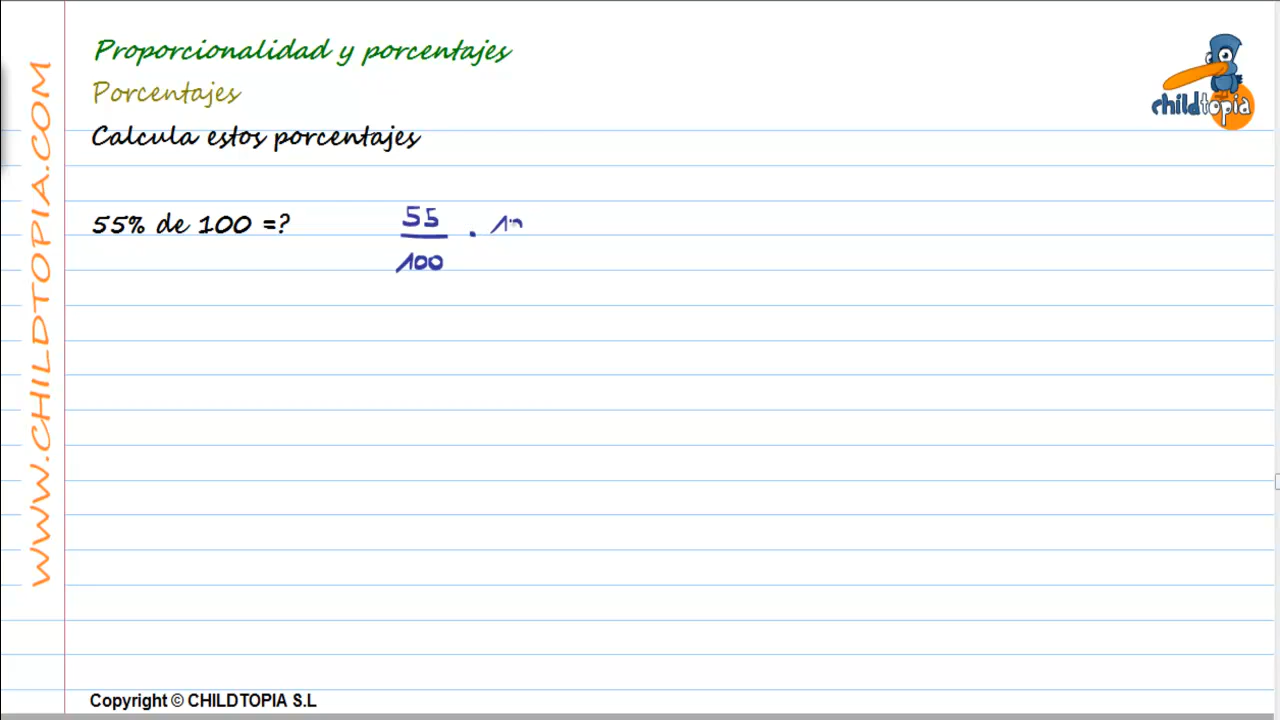 Proporcionalidad y porcentajes
Porcentajes
Calcula estos porcentajes
childtopia
WWW.CHILDTOPIA.COM
55% de 100 =?
55
100
.
Copyright © CHILDTOPIA S.L